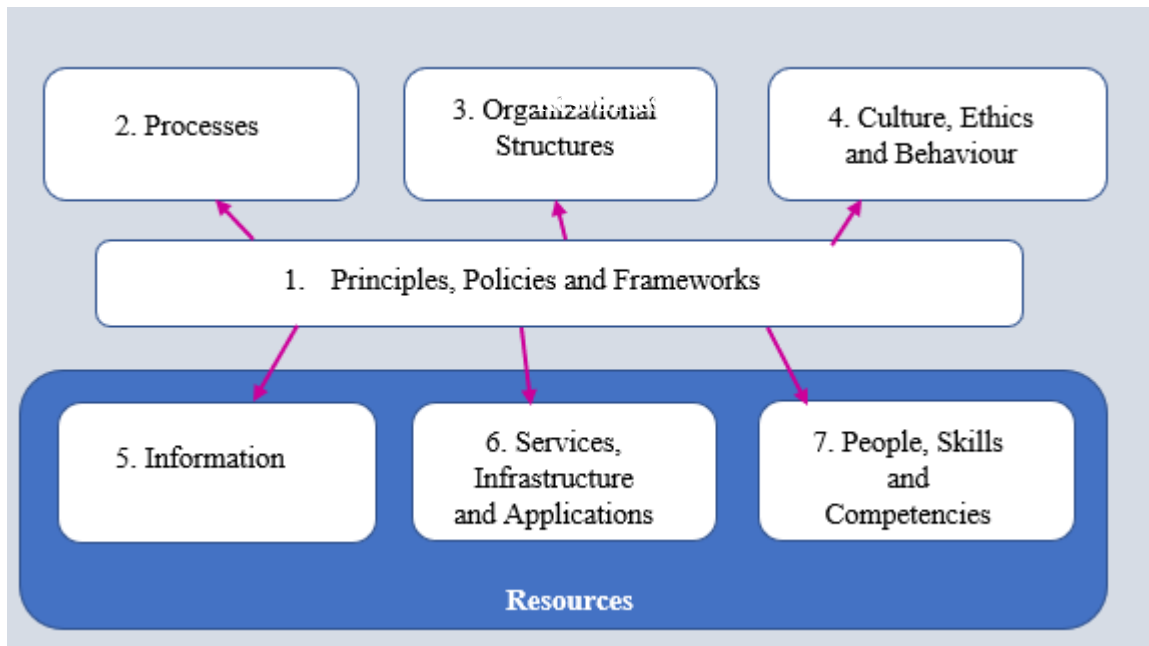 2. Processes
3. Organizational
Structures
4. Culture, Ethics
and Behaviour
1. Principles, Policies and Frameworks
5. Information
6. Services,
Infrastructure
and Applications
7. People, Skills
and
Competencies
Resources